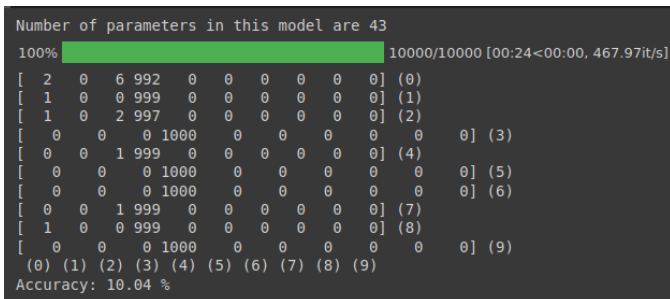 Number of parameters in this model are 43
100% 10000/10000 [00:24<00:00, 467.97it/s]
[  2   0   6 992   0   0   0   0   0   0] (0)
[  1   0   0 999   0   0   0   0   0   0] (1)
[  1   0   2 997   0   0   0   0   0   0] (2)
[   0    0    0 1000    0    0    0    0    0    0] (3)
[  0   0   1 999   0   0   0   0   0   0] (4)
[   0    0    0 1000    0    0    0    0    0    0] (5)
[   0    0    0 1000    0    0    0    0    0    0] (6)
[  0   0   1 999   0   0   0   0   0   0] (7)
[  1   0   0 999   0   0   0   0   0   0] (8)
[   0    0    0 1000    0    0    0    0    0    0] (9)
(0) (1) (2) (3) (4) (5) (6) (7) (8) (9)
Accuracy: 10.04 %